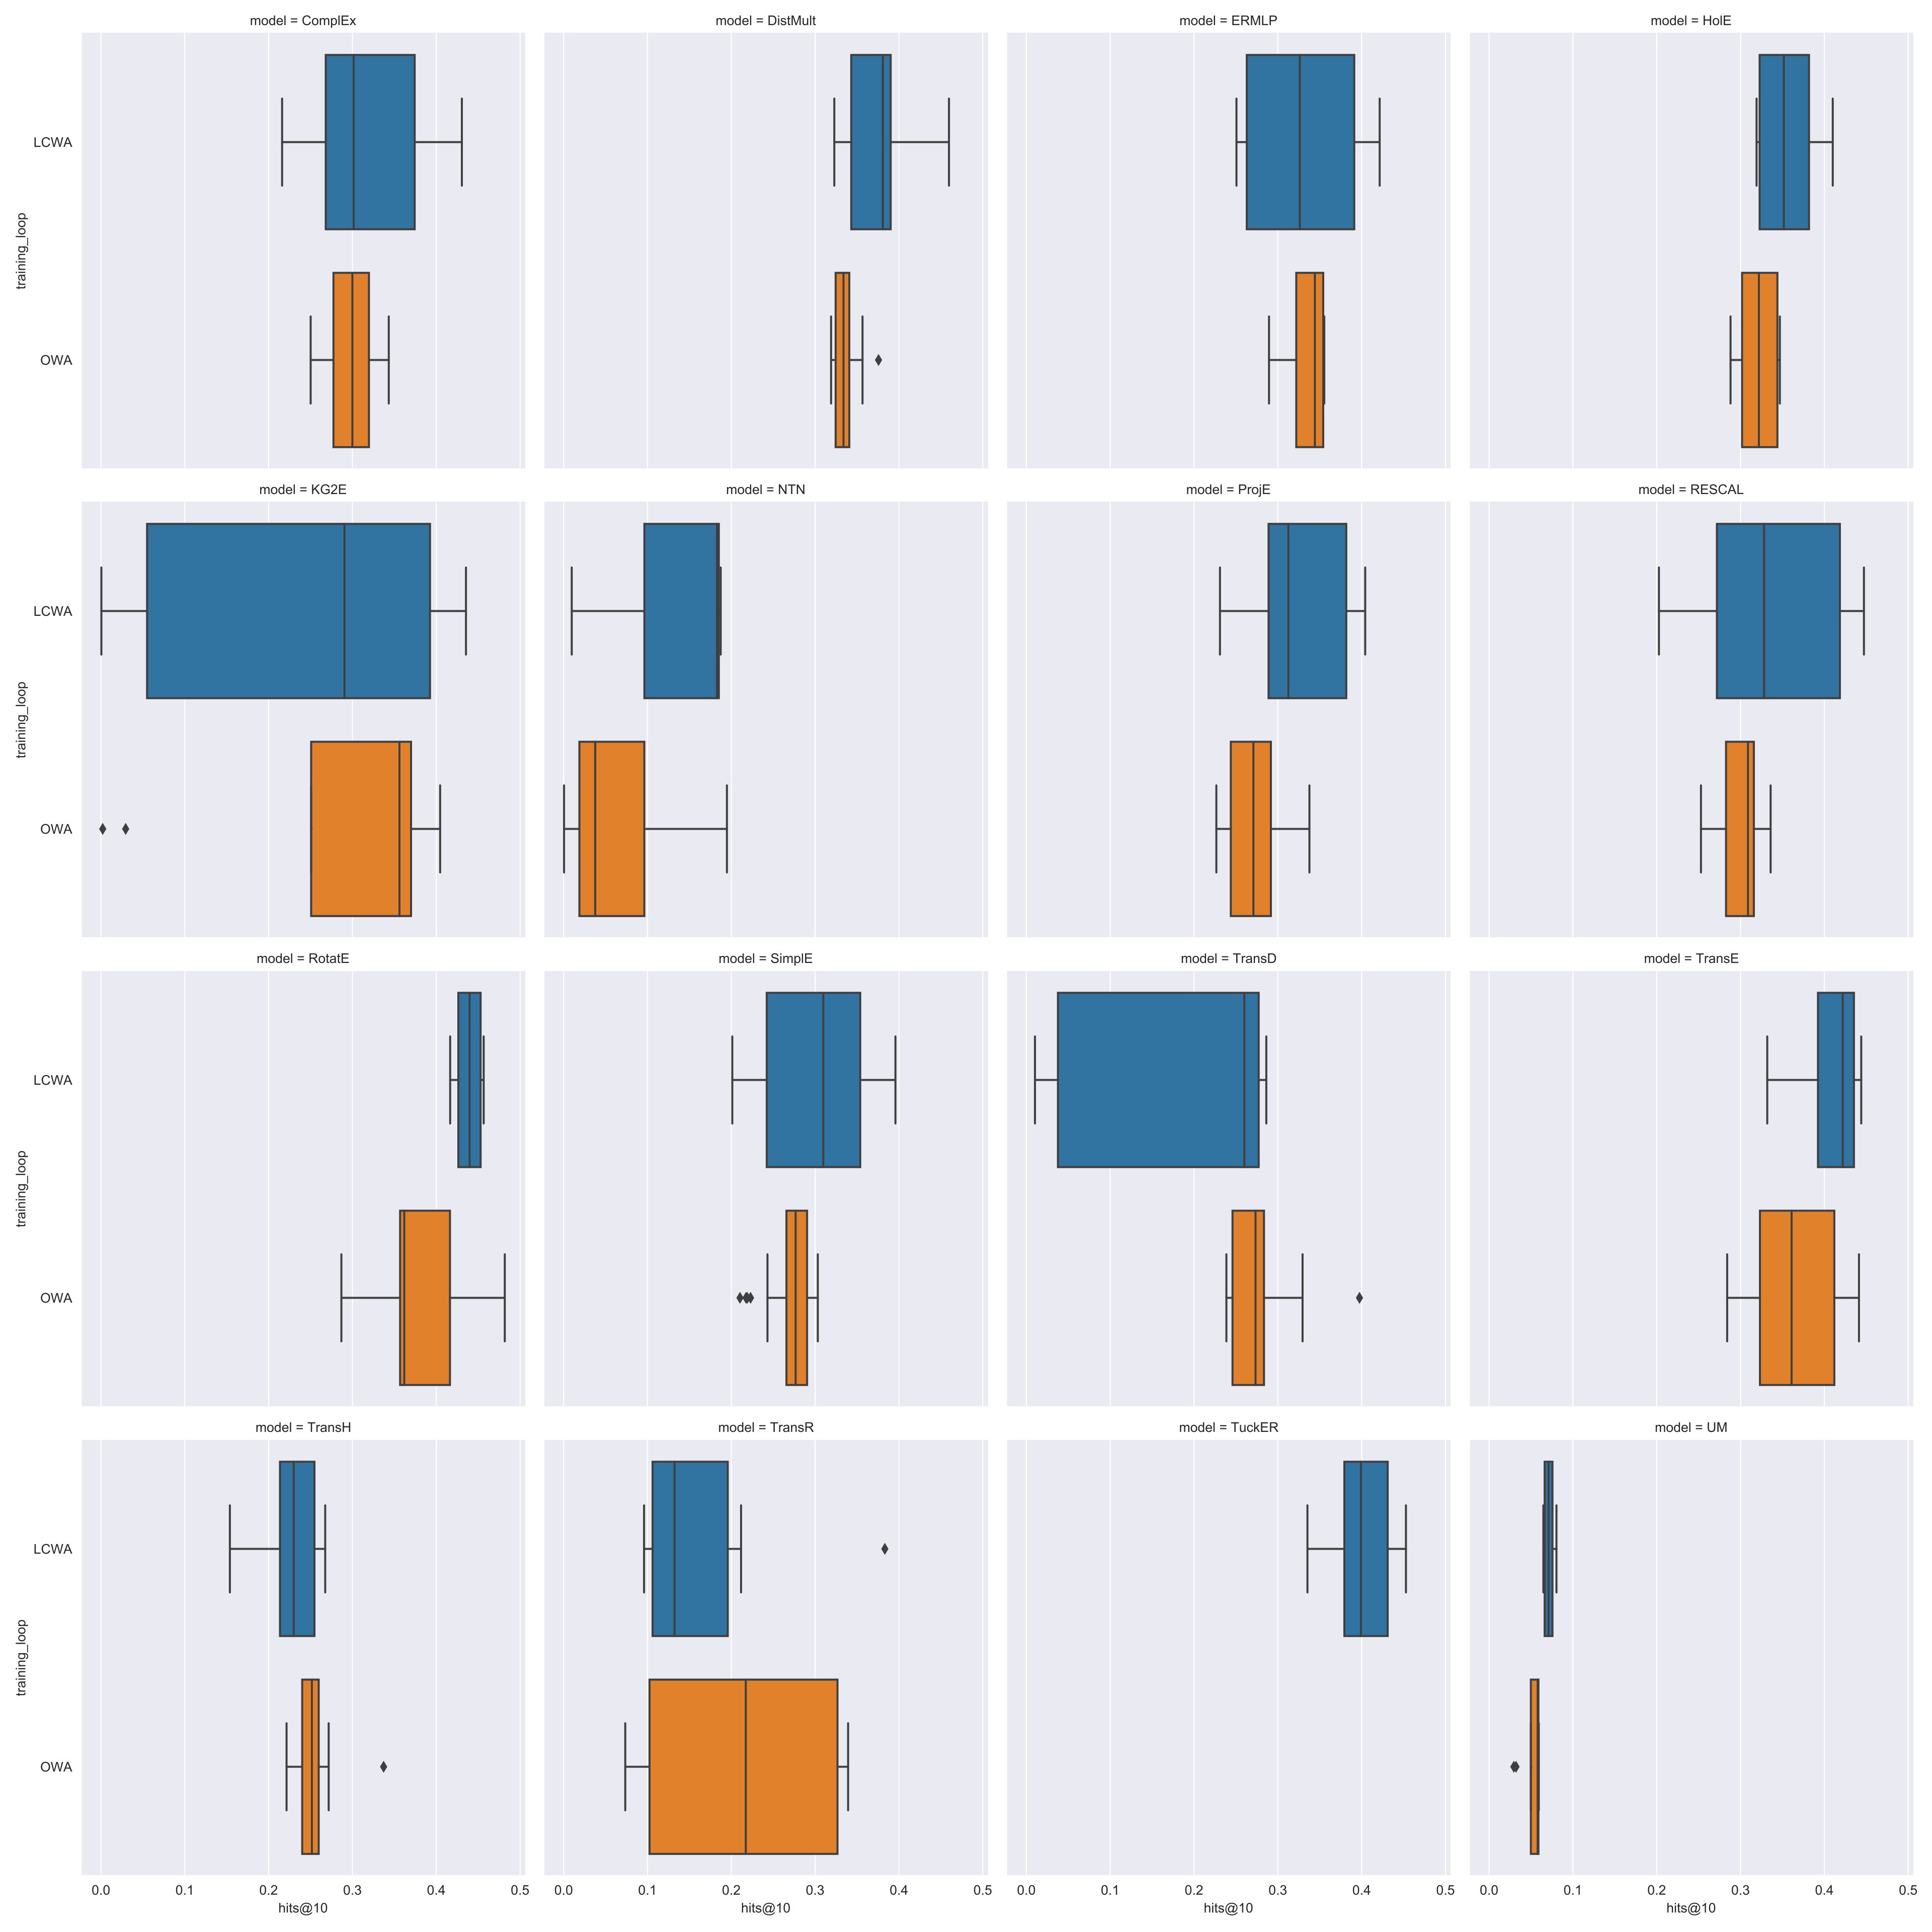 model = ComplEx
model = DistMult
model = ERMLP
model = HolE
training_loop
LCWA
OWA
model = KG2E
model = NTN
model = ProjE
model = RESCAL
training_loop
LCWA
OWA
model = RotatE
model = SimplE
model = TransD
model = TransE
training_loop
LCWA
OWA
model = TransH
model = TransR
model = TuckER
model = UM
training_loop
LCWA
OWA
0.0 0.1 0.2 0.3 0.4 0.5
hits@10
0.0 0.1 0.2 0.3 0.4 0.5
hits@10
0.0 0.1 0.2 0.3 0.4 0.5
hits@10
0.0 0.1 0.2 0.3 0.4 0.5
hits@10